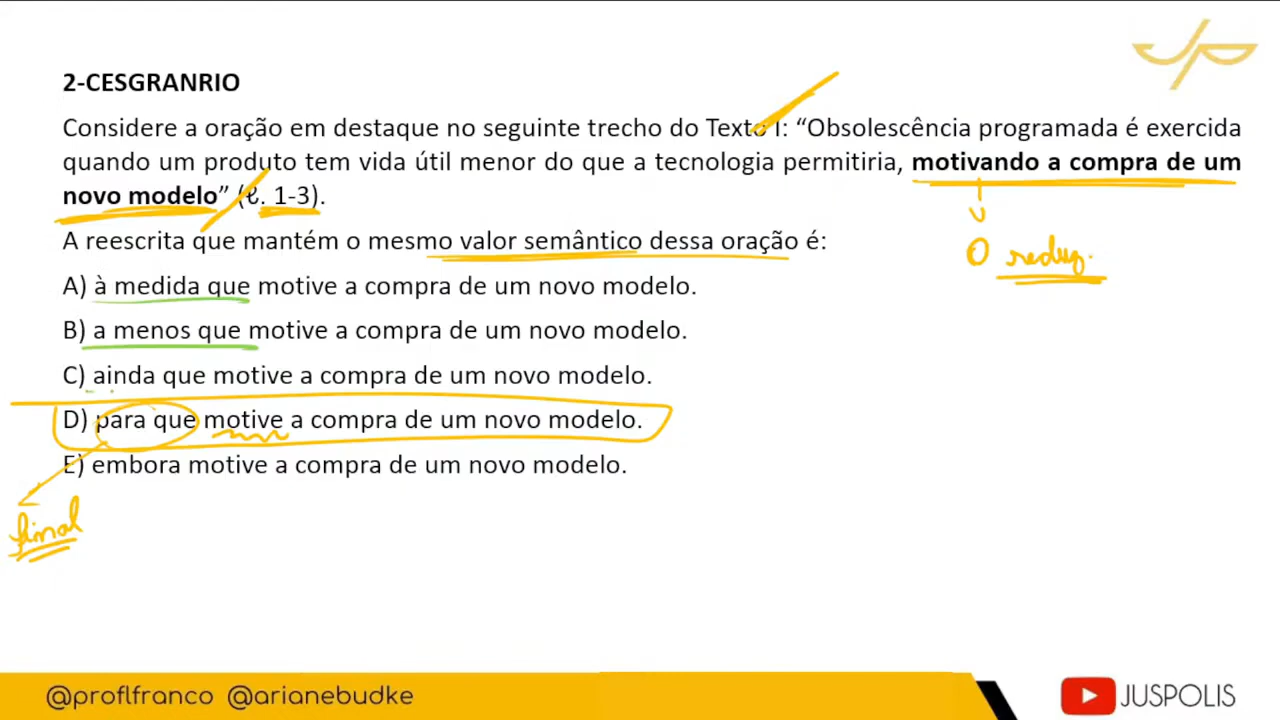 JP
2-CESGRANRIO
Considere a oração em destaque no seguinte trecho do Texto I: “Obsolescência programada é exercida
quando um produto tem vida útil menor do que a tecnologia permitiria, motivando a compra de um
novo modelo” (ℓ. 1-3).
A reescrita que mantém o mesmo valor semântico dessa oração é:
O reduz.
A) à medida que motive a compra de um novo modelo.
B) a menos que motive a compra de um novo modelo.
C) ainda que motive a compra de um novo modelo.
D) para que motive a compra de um novo modelo.
E) embora motive a compra de um novo modelo.
final
@proflfranco @arianebudke
JUSPOLIS